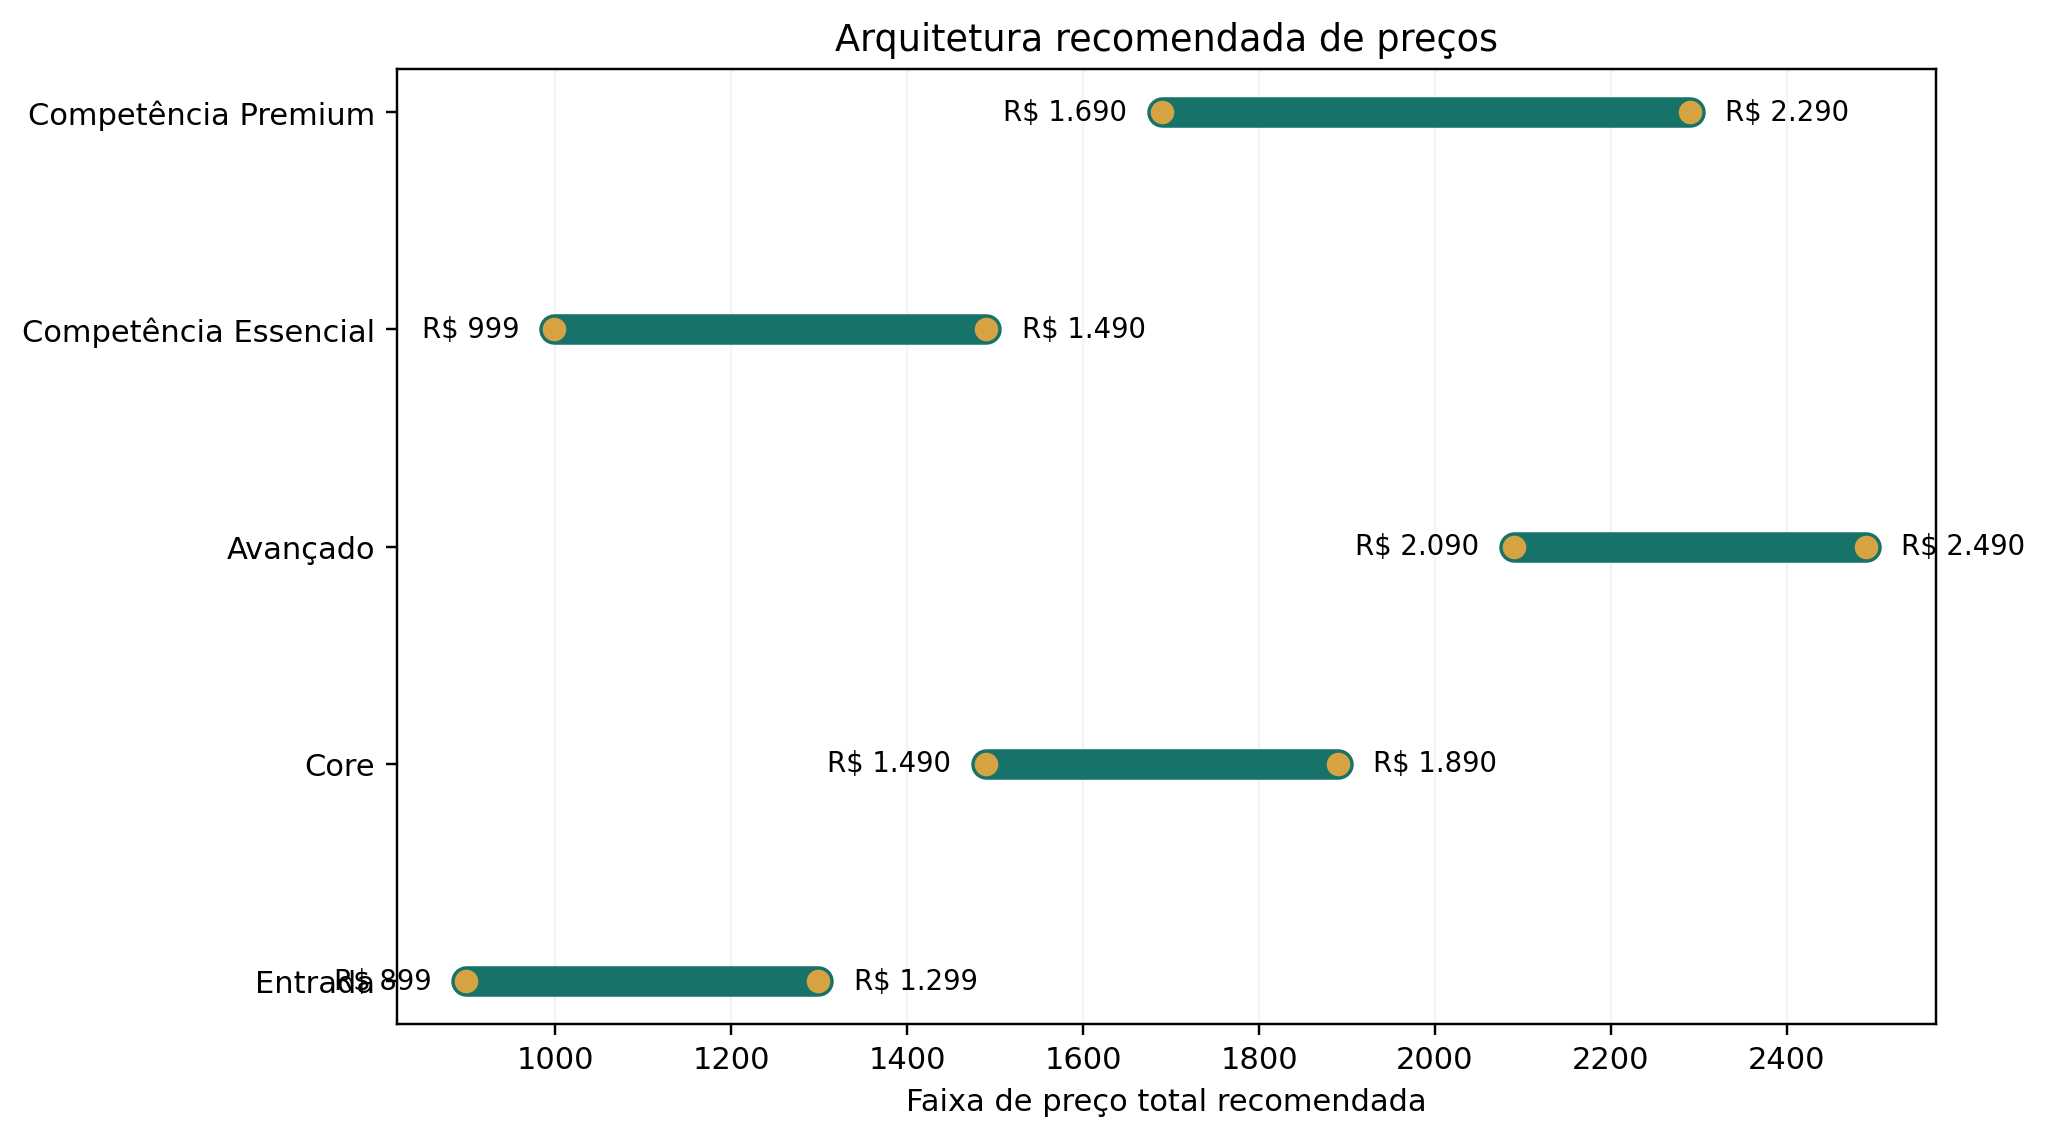 Arquitetura recomendada de preços
Competência Premium
R$ 1.690
R$ 2.290
Competência Essencial
R$ 999
R$ 1.490
Avançado
R$ 2.090
R$ 2.490
Core
R$ 1.490
R$ 1.890
Entrada
R$ 899
R$ 1.299
1000 1200 1400 1600 1800 2000 2200 2400
Faixa de preço total recomendada